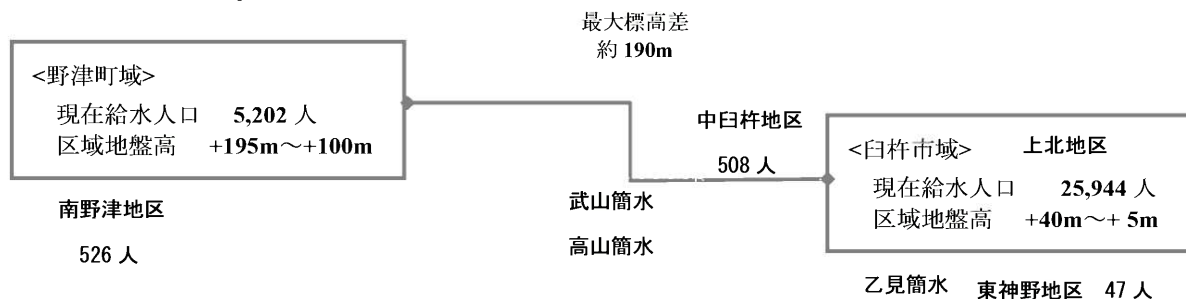 最大標高差
約 190m
<野津町域>
現在給水人口 5,202 人
区域地盤高 +195m～+100m
南野津地区
526 人
中臼杵地区
508 人
武山簡水
高山簡水
<臼杵市域> 上北地区
現在給水人口 25,944 人
区域地盤高 +40m～+ 5m
乙見簡水 東神野地区 47 人